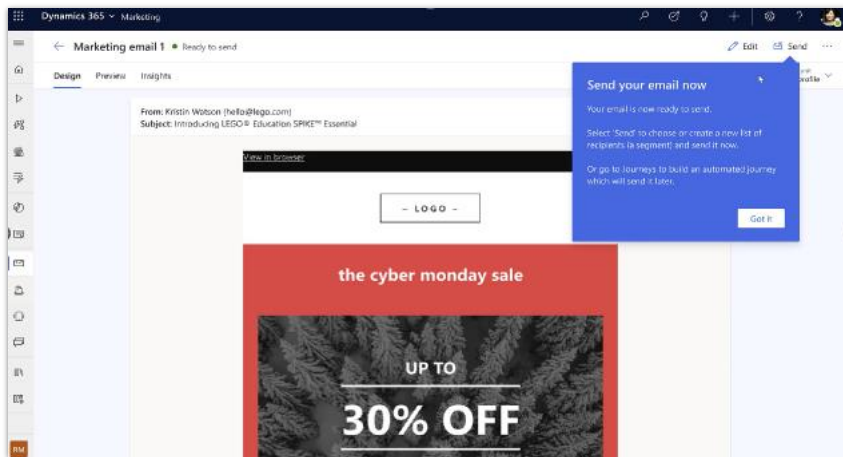 Dynamics 365 Marketing
Marketing email 1 Ready to send
Edit Send
Design Preview Insights
profile
From: Kristin Watson (hello@lego.com)
Subject: Introducing LEGO® Education SPIKE™ Essential
View in browser
- LOGO -
the cyber monday sale
UP TO
30% OFF
Send your email now
Your email is now ready to send.
Select 'Send' to choose or create a new list of
recipients (a segment) and send it now.
Or go to Journeys to build an automated journey
which will send it later.
Got it
RM